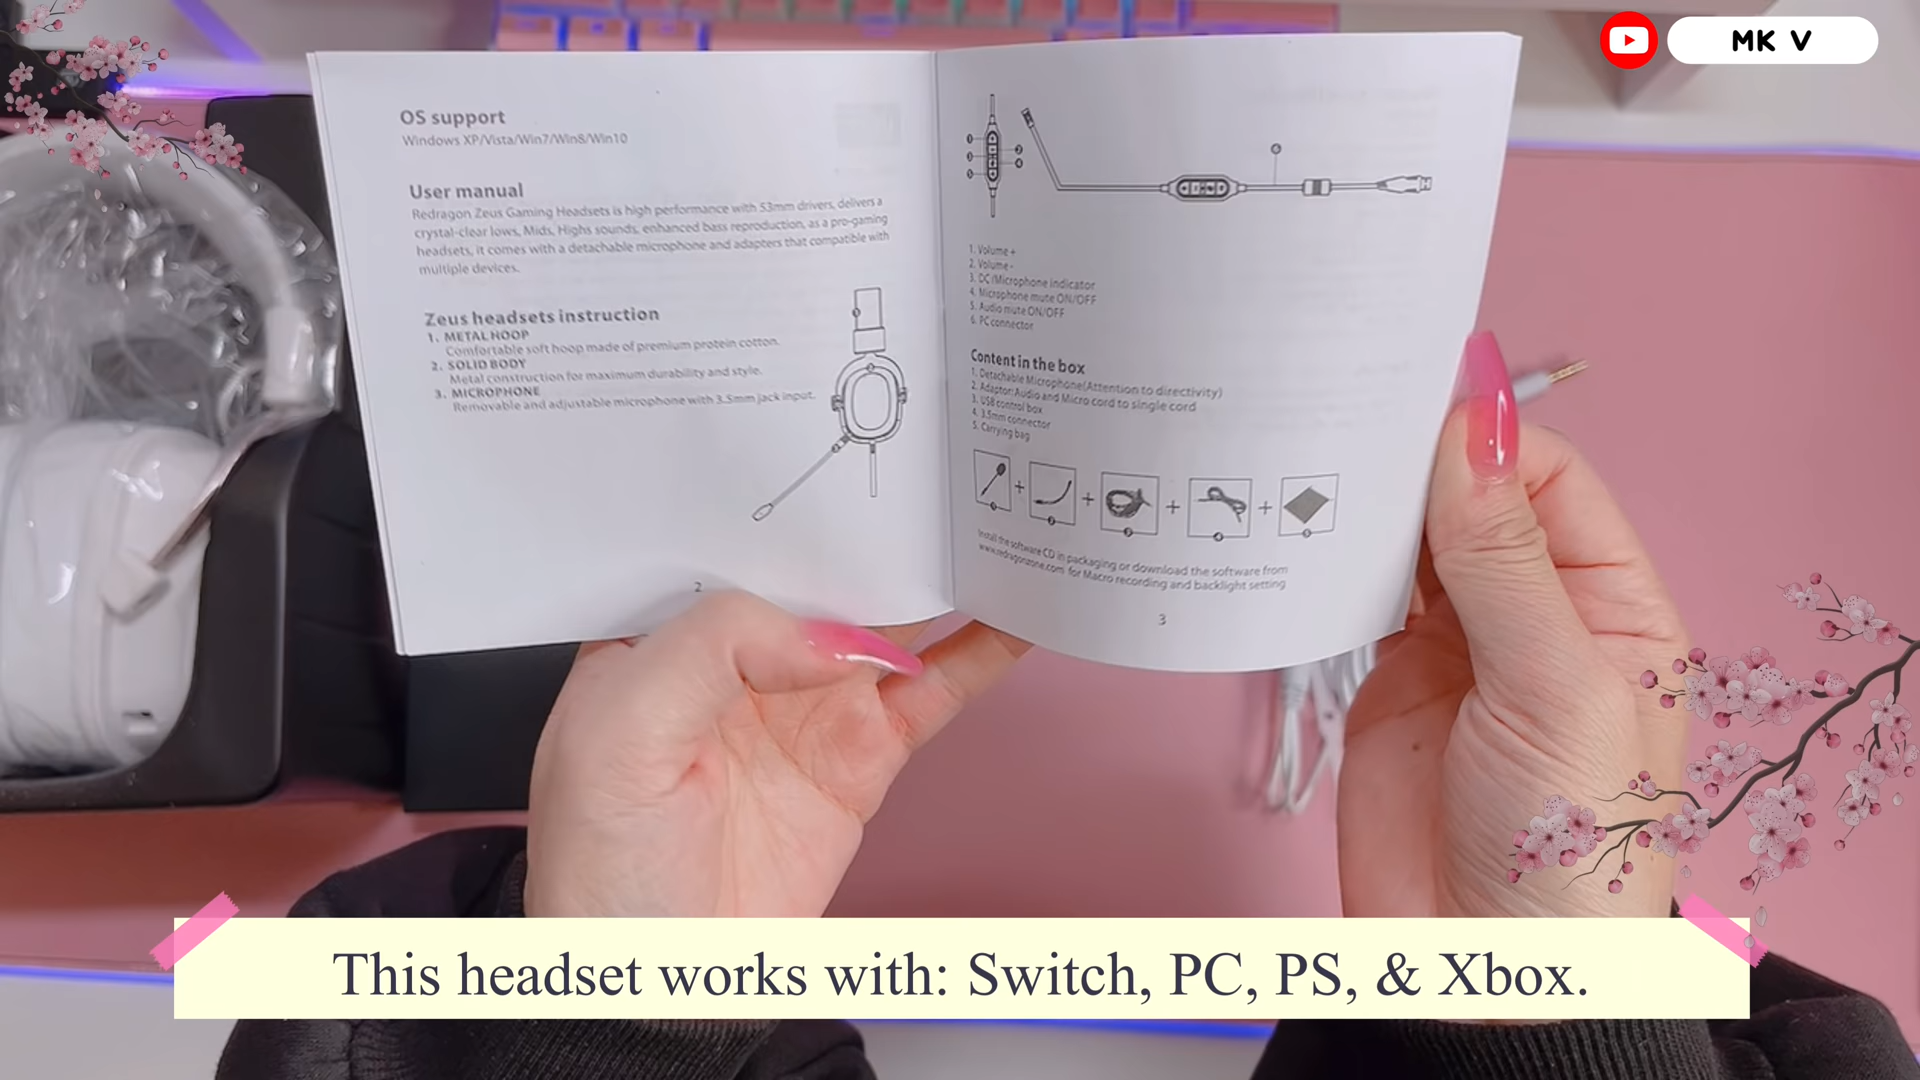 MK V
OS support
Windows XP/Vista/Win7/Win8/Win10
User manual
Redragon Zeus Gaming Headsets is high performance with 53mm drivers, delivers a
crystal-clear lows, Mids, Highs sounds, enhanced bass reproduction, as a pro-gaming
headsets, it comes with a detachable microphone and adapters that compatible with
multiple devices.
Zeus headsets instruction
1. METAL HOOP
Comfortable soft hoop made of premium protein cotton.
2. SOLID BODY
Metal construction for maximum durability and style.
3. MICROPHONE
Removable and adjustable microphone with 3.5mm jack input.
2
1. Volume +
2. Volume -
3. DC/Microphone indicator
4. Microphone mute ON/OFF
5. Audio mute ON/OFF
6. PC connector
Content in the box
1. Detachable Microphone(Attention to directivity)
2. Adaptor:Audio and Micro cord to single cord
3. USB control box
4. 3.5mm connector
5. Carrying bag
Install the software CD in packaging or download the software from
www.redragonzone.com for Macro recording and backlight setting
3
This headset works with: Switch, PC, PS, & Xbox.